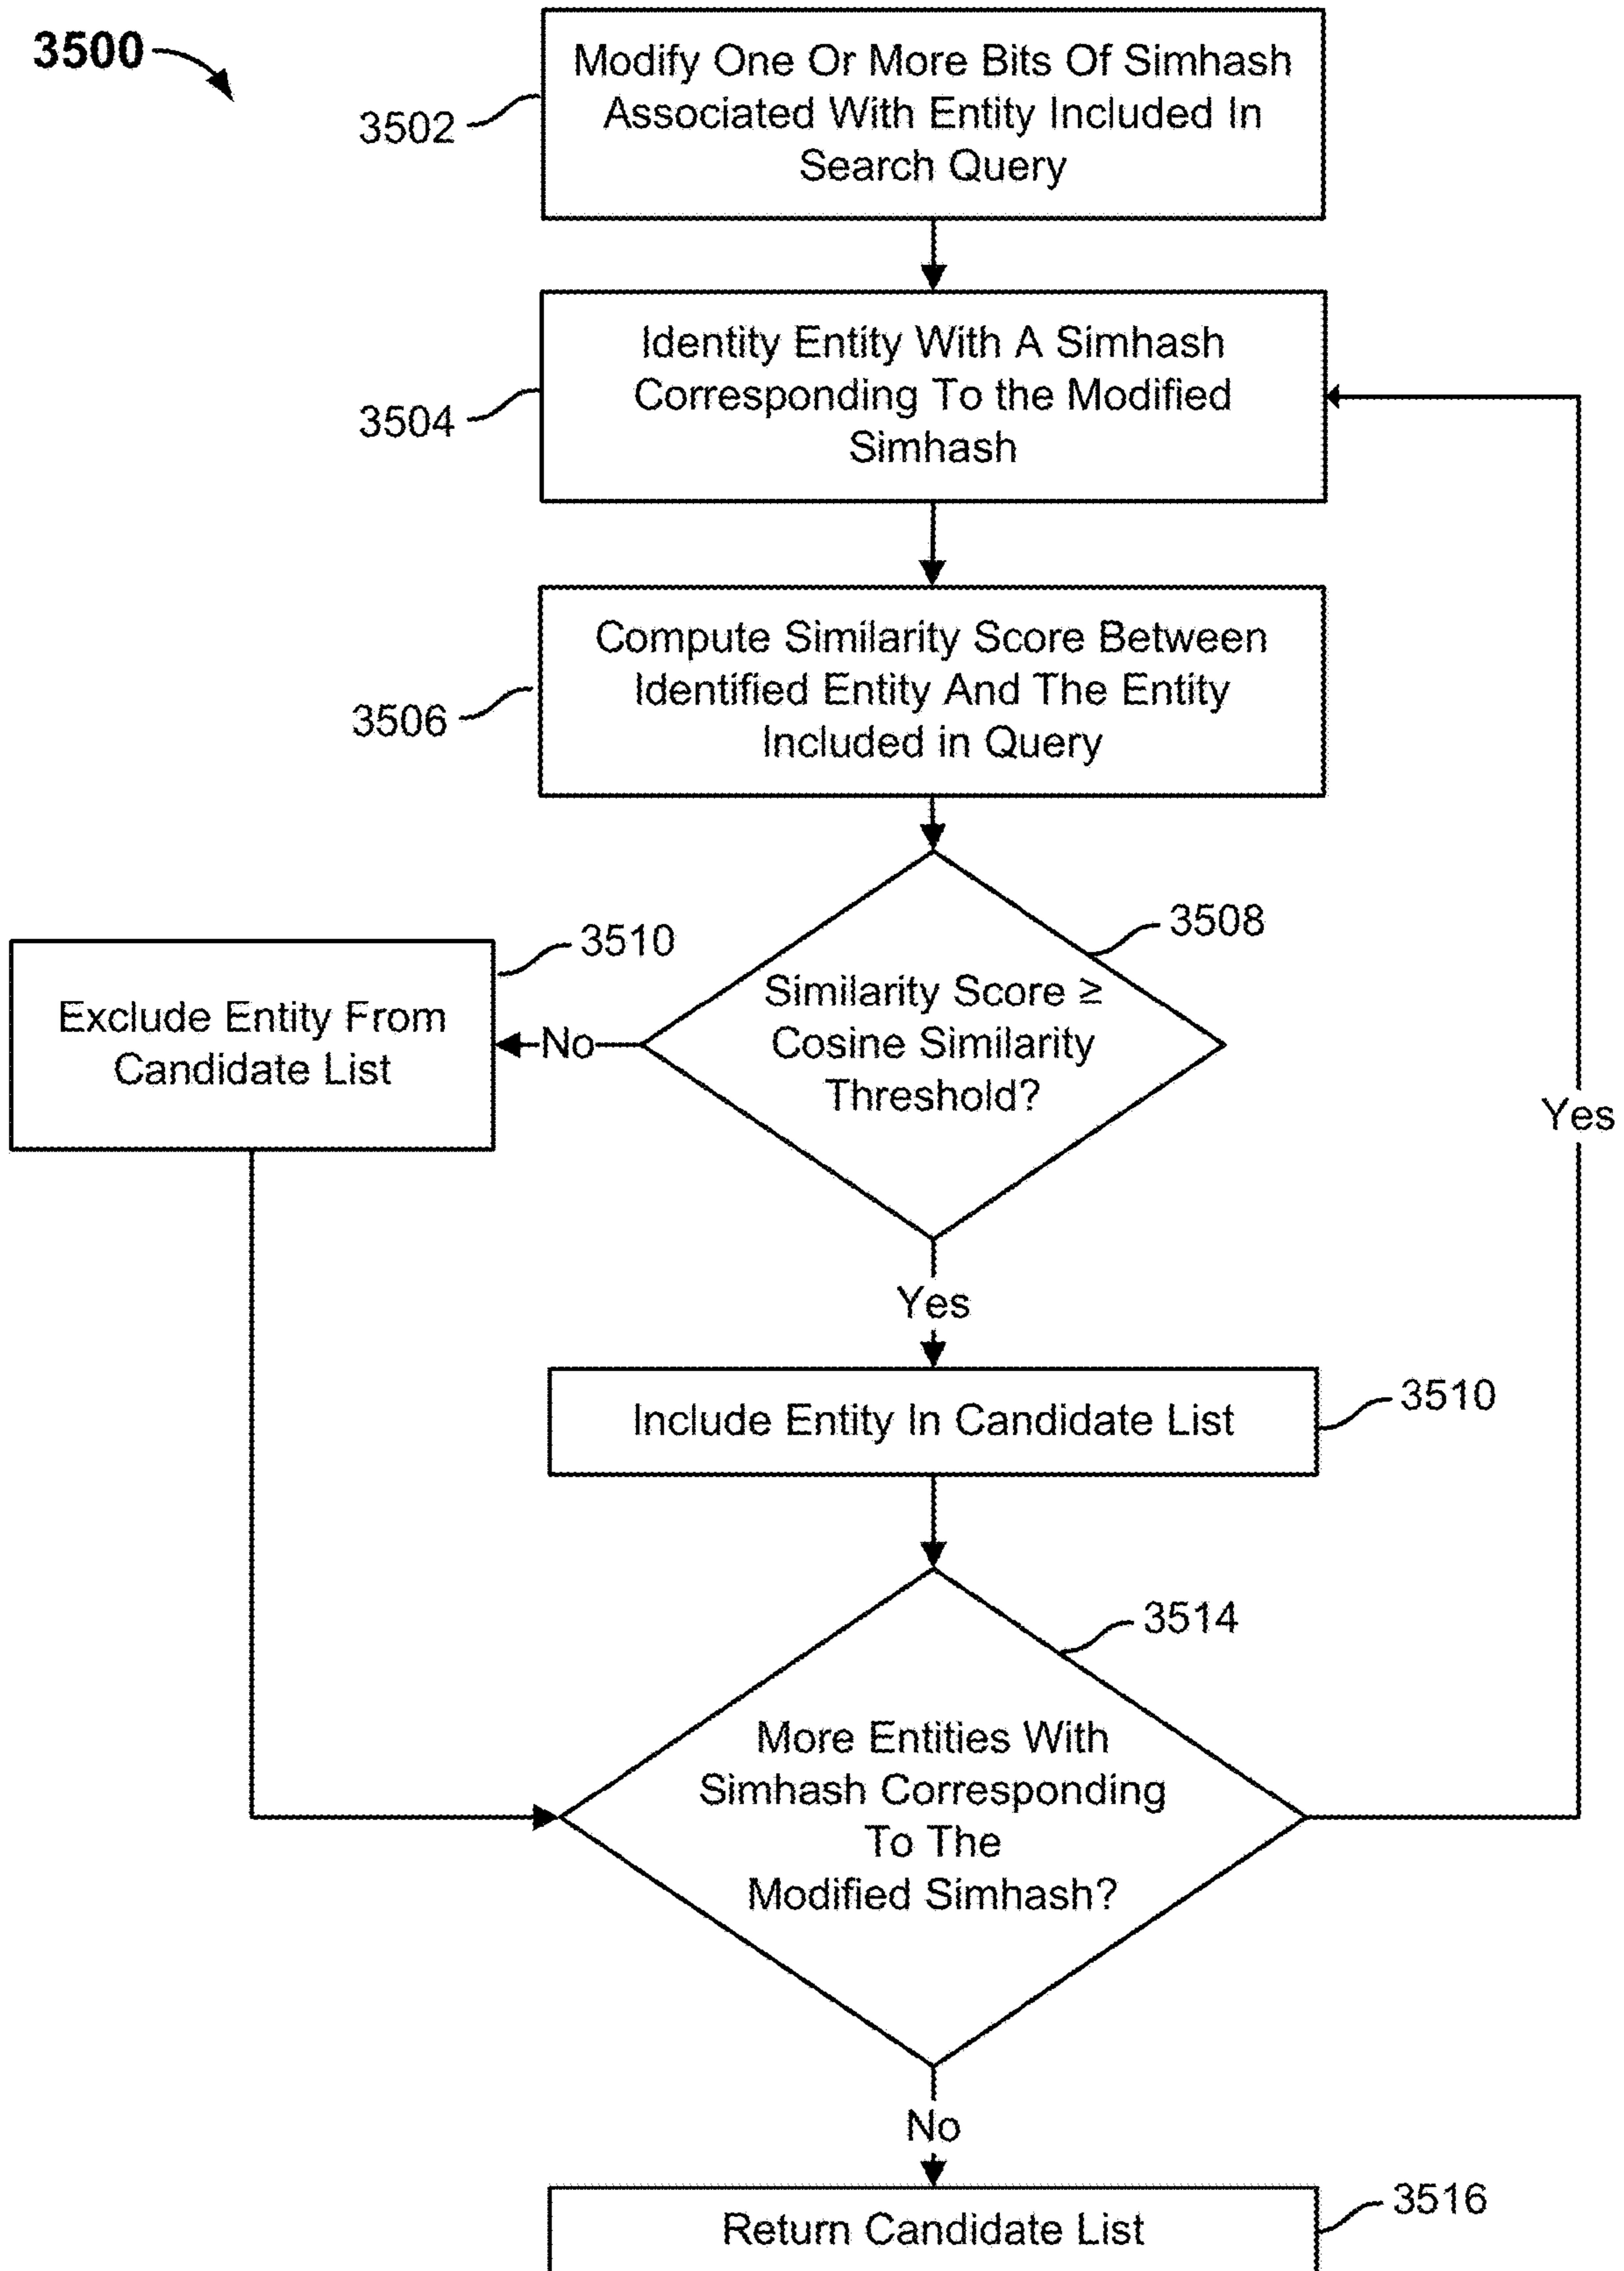 3500
Modify One Or More Bits Of Simhash
Associated With Entity Included In
Search Query
3502
Identity Entity With A Simhash
Corresponding To the Modified
Simhash
3504
Compute Similarity Score Between
Identified Entity And The Entity
Included in Query
3506
3508
Similarity Score ≥
Cosine Similarity
Threshold?
No
3510
Exclude Entity From
Candidate List
Yes
Yes
Include Entity In Candidate List
3510
3514
More Entities With
Simhash Corresponding
To The
Modified Simhash?
No
Return Candidate List
3516